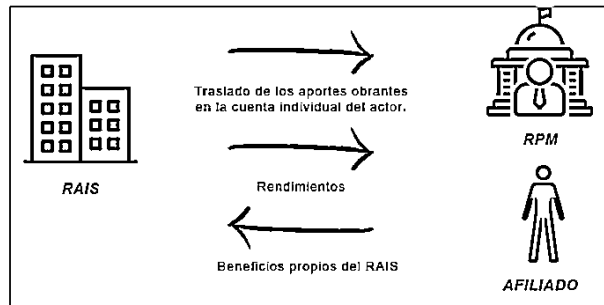 Traslado de los aportes obrantes
en la cuenta individual del actor.
RAIS
RPM
Rendimientos
Beneficios propios del RAIS
AFILIADO